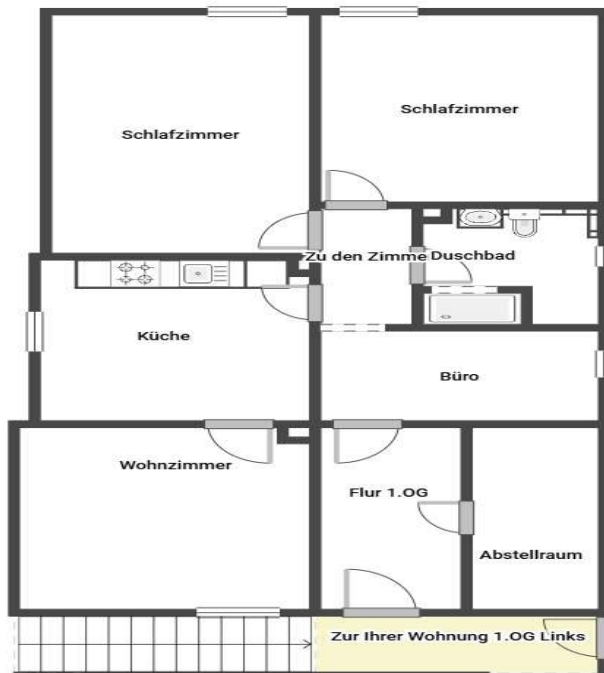 Schlafzimmer
Schlafzimmer
Zu den Zimme
Duschbad
Küche
Büro
Wohnzimmer
Flur 1.OG
Abstellraum
Zur Ihrer Wohnung 1.OG Links